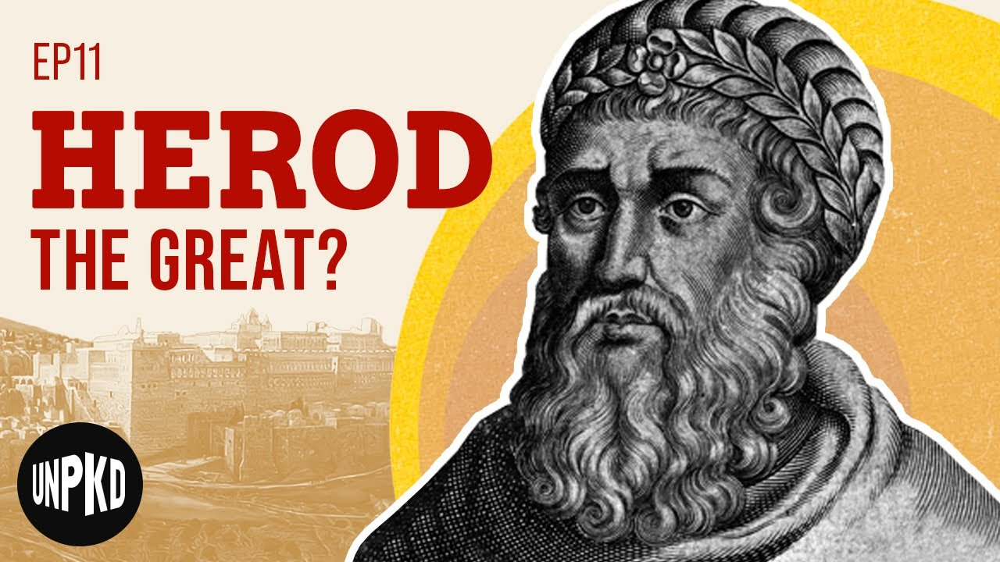 EP11
HEROD
THE GREAT?
UNPKD